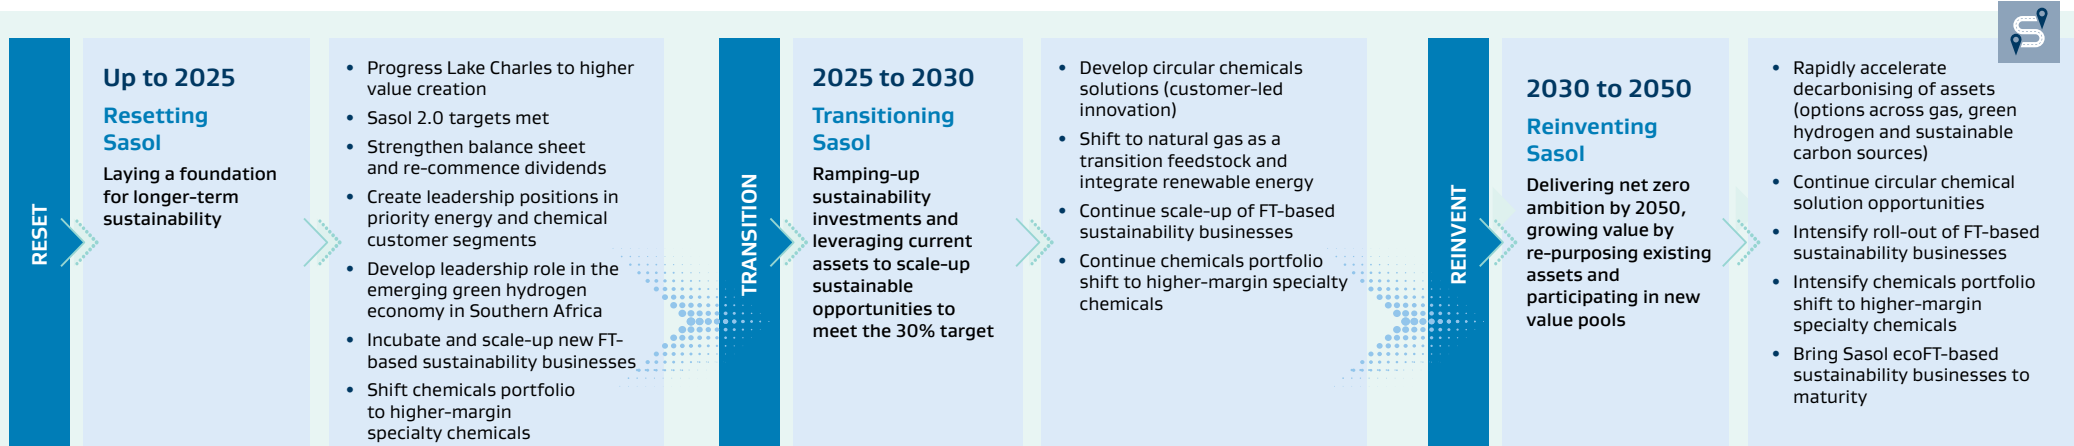 RESET
Up to 2025
Resetting
Sasol
Laying a foundation
for longer-term
sustainability
• Progress Lake Charles to higher
value creation
• Sasol 2.0 targets met
• Strengthen balance sheet
and re-commence dividends
• Create leadership positions in
priority energy and chemical
customer segments
• Develop leadership role in the
emerging green hydrogen
economy in Southern Africa
• Incubate and scale-up new FT-
based sustainability businesses
• Shift chemicals portfolio
to higher-margin
specialty chemicals
TRANSITION
2025 to 2030
Transitioning
Sasol
Ramping-up
sustainability
investments and
leveraging current
assets to scale-up
sustainable
opportunities to
meet the 30% target
• Develop circular chemicals
solutions (customer-led
innovation)
• Shift to natural gas as a
transition feedstock and
integrate renewable energy
• Continue scale-up of FT-based
sustainability businesses
• Continue chemicals portfolio
shift to higher-margin specialty
chemicals
REINVENT
2030 to 2050
Reinventing
Sasol
Delivering net zero
ambition by 2050,
growing value by
re-purposing existing
assets and
participating in new
value pools
• Rapidly accelerate
decarbonising of assets
(options across gas, green
hydrogen and sustainable
carbon sources)
• Continue circular chemical
solution opportunities
• Intensify roll-out of FT-based
sustainability businesses
• Intensify chemicals portfolio
shift to higher-margin
specialty chemicals
• Bring Sasol ecoFT-based
sustainability businesses to
maturity